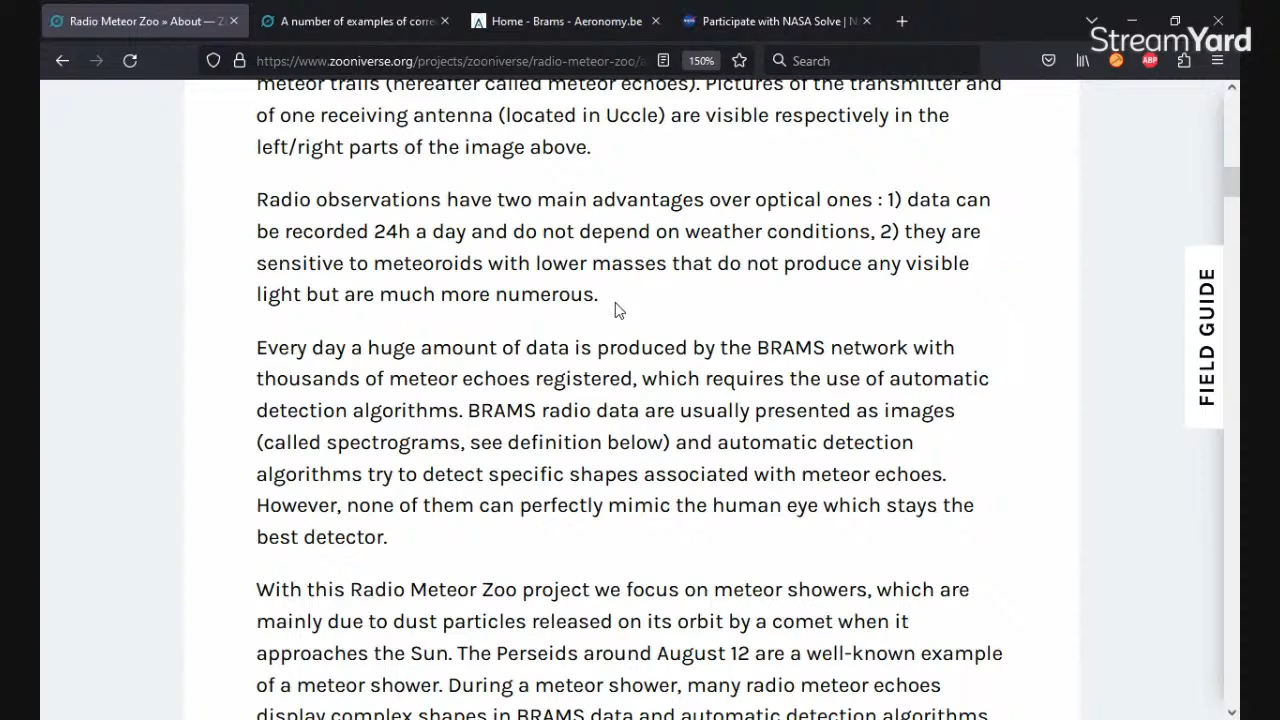 Radio Meteor Zoo » About — Z
A number of examples of corre
Home - Brams - Aeronomy.be
Participate with NASA Solve | N
StreamYard
https://www.zooniverse.org/projects/zooniverse/radio-meteor-zoo/a
150%
Search
ABP
meteor trails (hereafter called meteor echoes). Pictures of the transmitter and
of one receiving antenna (located in Uccle) are visible respectively in the
left/right parts of the image above.
Radio observations have two main advantages over optical ones : 1) data can
be recorded 24h a day and do not depend on weather conditions, 2) they are
sensitive to meteoroids with lower masses that do not produce any visible
light but are much more numerous.
FIELD GUIDE
Every day a huge amount of data is produced by the BRAMS network with
thousands of meteor echoes registered, which requires the use of automatic
detection algorithms. BRAMS radio data are usually presented as images
(called spectrograms, see definition below) and automatic detection
algorithms try to detect specific shapes associated with meteor echoes.
However, none of them can perfectly mimic the human eye which stays the
best detector.
With this Radio Meteor Zoo project we focus on meteor showers, which are
mainly due to dust particles released on its orbit by a comet when it
approaches the Sun. The Perseids around August 12 are a well-known example
of a meteor shower. During a meteor shower, many radio meteor echoes
display complex shapes in BRAMS data and automatic detection algorithms